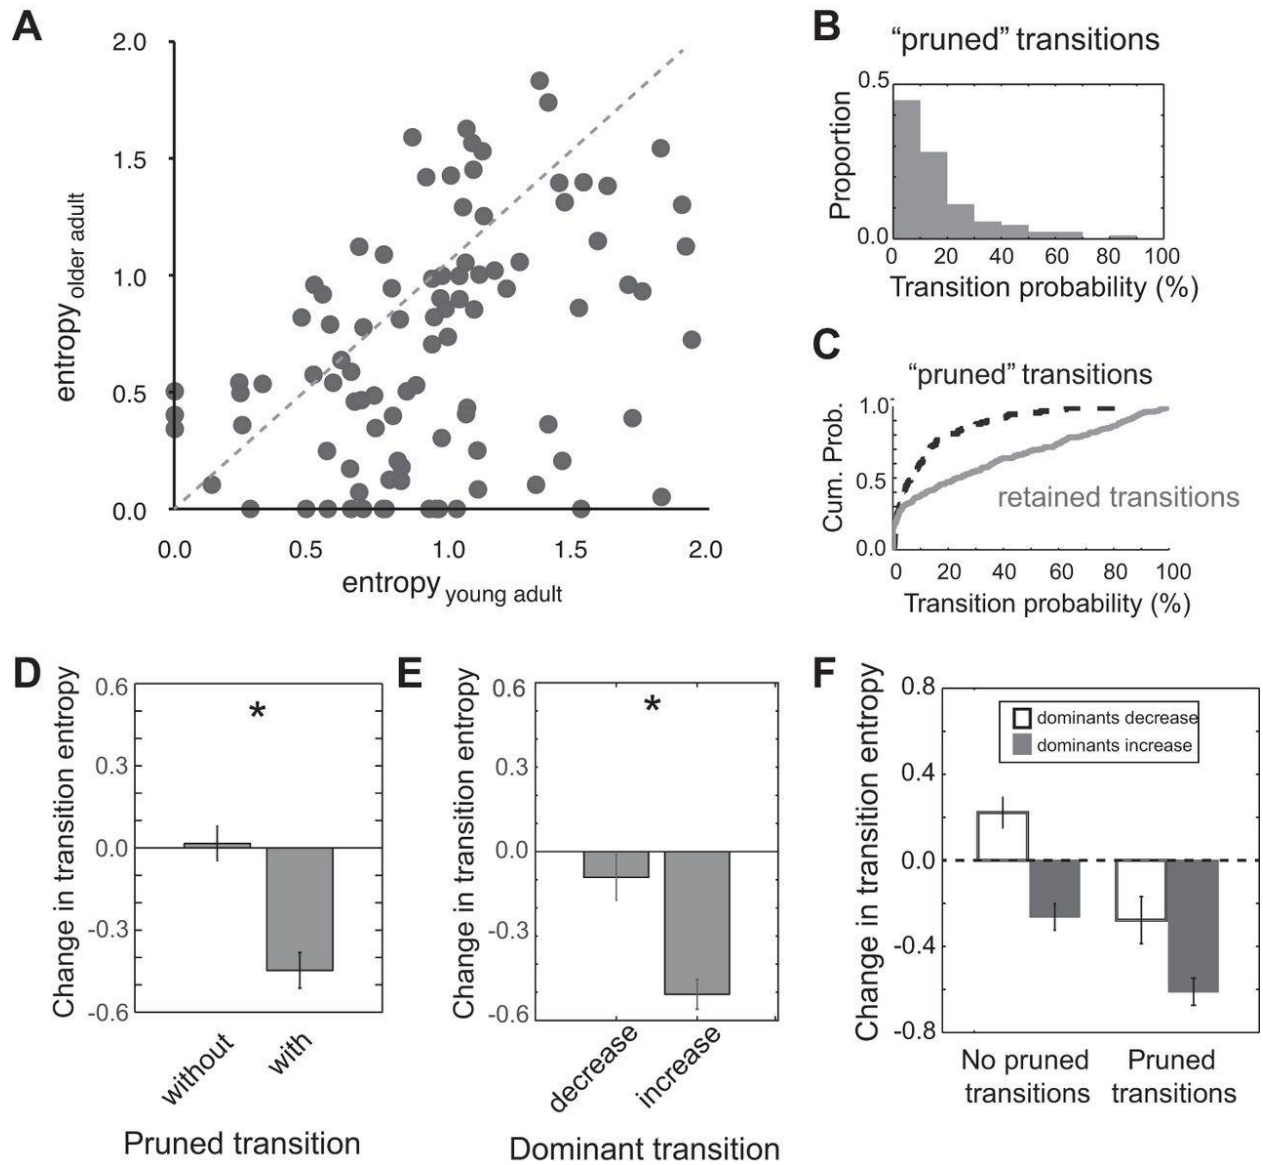 A
2.0
1.5
1.0
0.5
0.0
entropy older adult
0.0 0.5 1.0 1.5 2.0
entropy young adult
B
“pruned” transitions
0.5
0.0
Proportion
0 20 40 60 80 100
Transition probability (%)
C
“pruned” transitions
1.0
0.5
0.0
Cum. Prob.
retained transitions
0 20 40 60 80 100
Transition probability (%)
D
0.6
0.3
0.0
-0.3
-0.6
Change in transition entropy
*
without with
Pruned transition
E
0.6
0.3
0.0
-0.3
-0.6
Change in transition entropy
*
decrease increase
Dominant transition
F
0.8
0.4
0.0
-0.4
-0.8
Change in transition entropy
dominants decrease
dominants increase
No pruned
transitions
Pruned
transitions